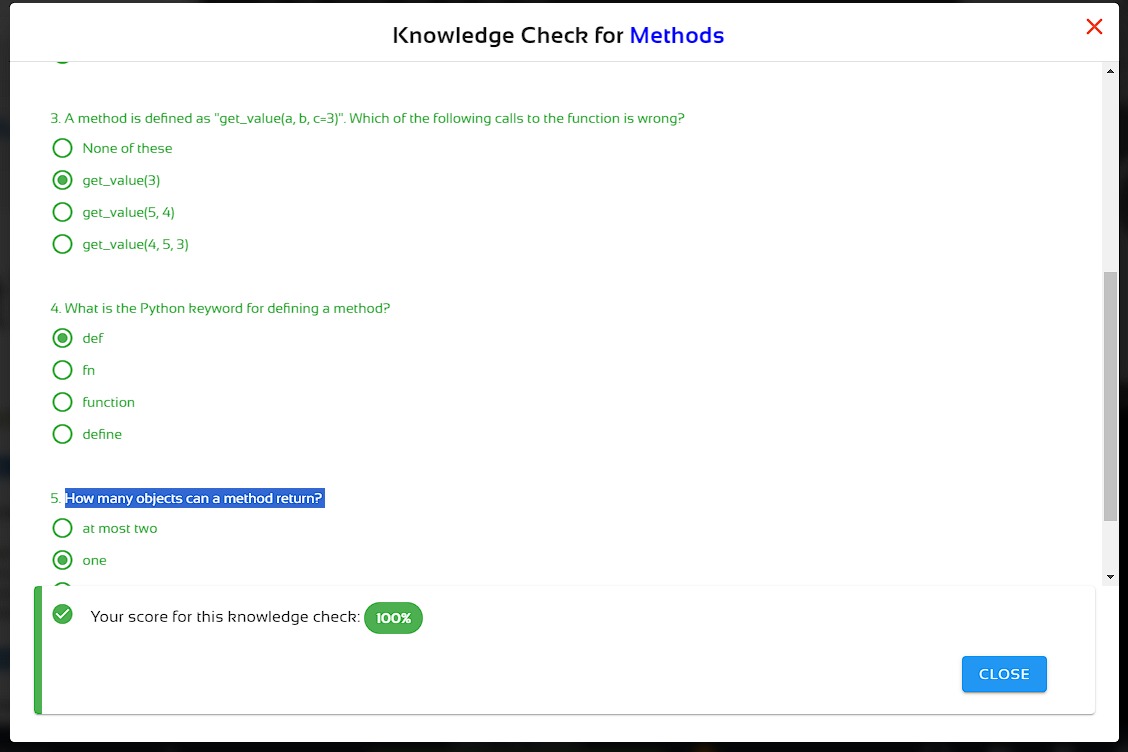 Knowledge Check for Methods
3. A method is defined as "get_value(a, b, c=3)". Which of the following calls to the function is wrong?
None of these
get_value(3)
get_value(5, 4)
get_value(4, 5, 3)
4. What is the Python keyword for defining a method?
def
fn
function
define
5. How many objects can a method return?
at most two
one
Your score for this knowledge check: 100%
CLOSE